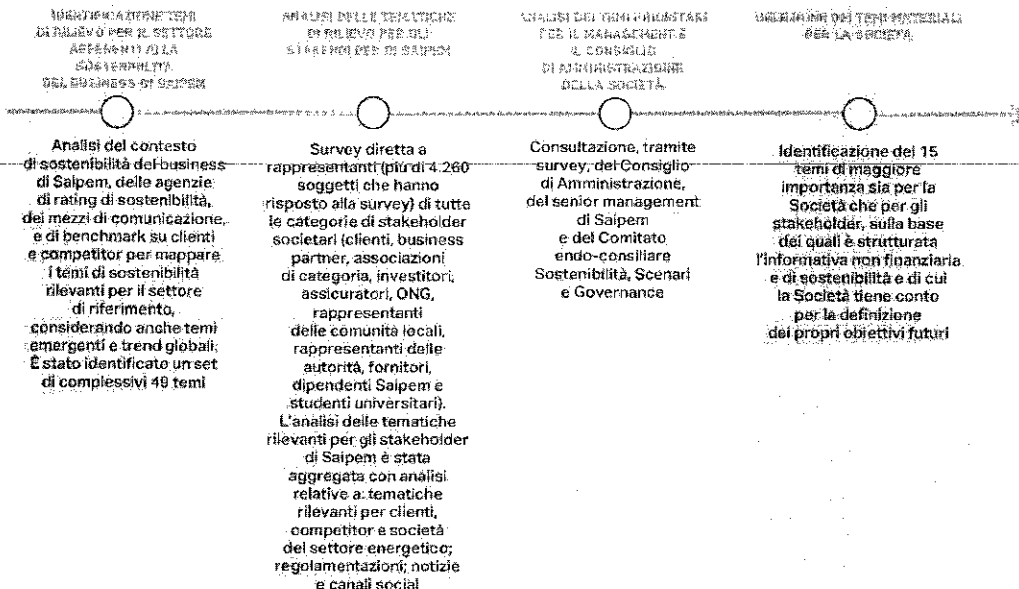 IDENTIFICAZIONE TEMI
DI RILIEVO PER IL SETTORE
AFFERENTI ALLA
SOSTENIBILITÀ
DEL BUSINESS DI SAIPEM
Analisi del contesto
di sostenibilità del business
di Saipem, delle agenzie
di rating di sostenibilità,
dei mezzi di comunicazione,
e di benchmark su clienti
e competitor per mappare
i temi di sostenibilità
rilevanti per il settore
di riferimento,
considerando anche temi
emergenti e trend globali.
È stato identificato un set
di complessivi 49 temi
ANALISI DELLE TEMATICHE
DI RILIEVO PER GLI
STAKEHOLDER DI SAIPEM
Survey diretta a
rappresentanti (più di 4.260
soggetti che hanno
risposto alla survey) di tutte
le categorie di stakeholder
societari (clienti, business
partner, associazioni
di categoria, investitori,
assicuratori, ONG,
rappresentanti
delle comunità locali,
rappresentanti delle
autorità, fornitori,
dipendenti Saipem e
studenti universitari).
L'analisi delle tematiche
rilevanti per gli stakeholder
di Saipem è stata
aggregata con analisi
relative a: tematiche
rilevanti per clienti,
competitor e società
del settore energetico;
regolamentazioni; notizie
e canali social
ANALISI DEI TEMI PRIORITARI
PER IL MANAGEMENT E
IL CONSIGLIO
DI AMMINISTRAZIONE
DELLA SOCIETÀ
Consultazione, tramite
survey, del Consiglio
di Amministrazione,
del senior management
di Saipem
e del Comitato
endo-consiliare
Sostenibilità, Scenari
e Governance
DEFINIZIONE DEI TEMI MATERIALI
PER LA SOCIETÀ
Identificazione dei 15
temi di maggiore
importanza sia per la
Società che per gli
stakeholder, sulla base
dei quali è strutturata
l'informativa non finanziaria
e di sostenibilità e di cui
la Società tiene conto
per la definizione
dei propri obiettivi futuri